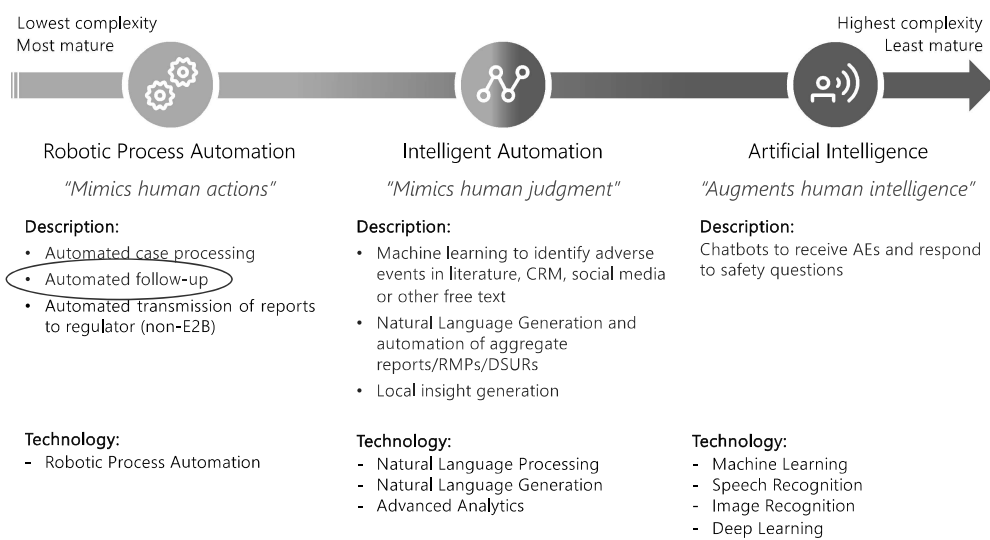 Lowest complexity
Most mature
Highest complexity
Least mature
Robotic Process Automation
"Mimics human actions"
Description:
• Automated case processing
• Automated follow-up
• Automated transmission of reports
to regulator (non-E2B)
Technology:
- Robotic Process Automation
Intelligent Automation
"Mimics human judgment"
Description:
• Machine learning to identify adverse
events in literature, CRM, social media
or other free text
• Natural Language Generation and
automation of aggregate
reports/RMPs/DSURs
• Local insight generation
Technology:
- Natural Language Processing
- Natural Language Generation
- Advanced Analytics
Artificial Intelligence
"Augments human intelligence"
Description:
Chatbots to receive AEs and respond
to safety questions
Technology:
- Machine Learning
- Speech Recognition
- Image Recognition
- Deep Learning